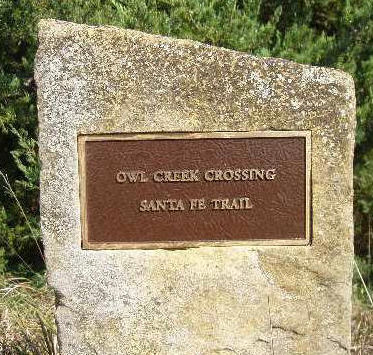 OWL CREEK CROSSING
SANTA FE TRAIL